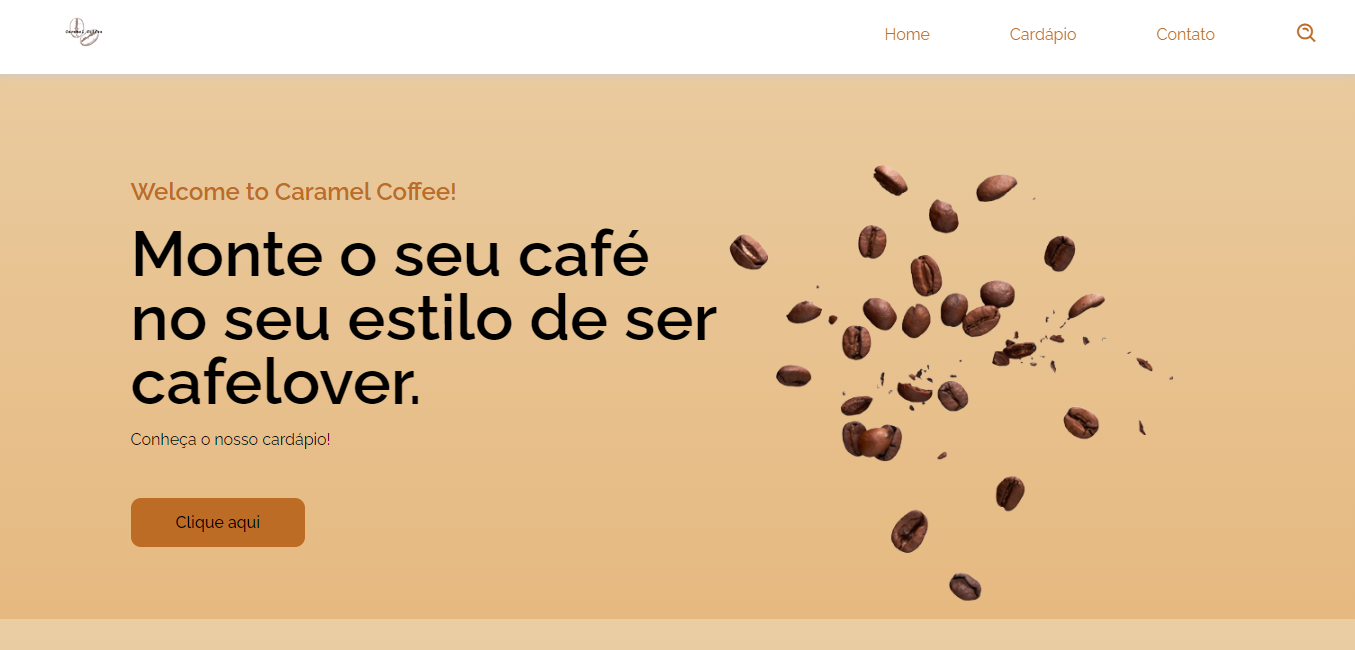 Caramel Coffee
Home
Cardápio
Contato
Welcome to Caramel Coffee!
Monte o seu café
no seu estilo de ser
cafelover.
Conheça o nosso cardápio!
Clique aqui